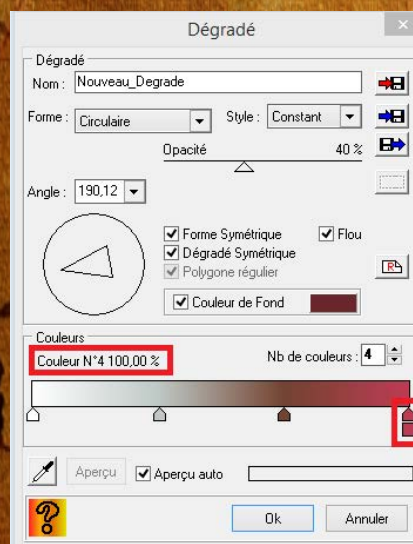 Dégradé
Dégradé
Nom : Nouveau_Degrade
Forme : Circulaire Style : Constant
Opacité 40 %
Angle : 190,12
Forme Symétrique Flou
Dégradé Symétrique
Polygone régulier
Couleur de Fond
Couleurs
Couleur N°4 100,00 % Nb de couleurs : 4
Aperçu Aperçu auto
Ok Annuler